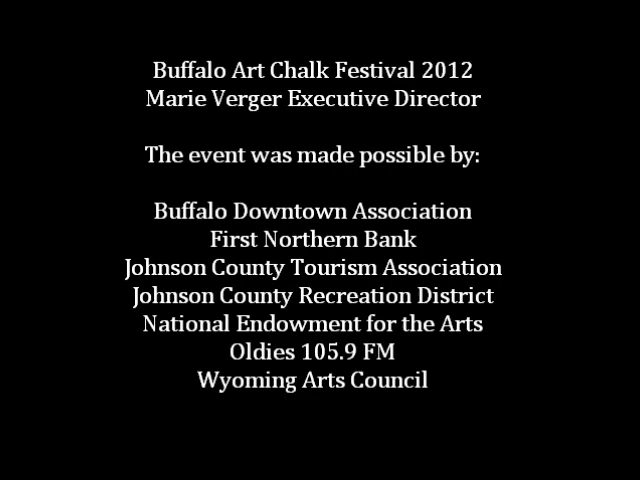 Buffalo Art Chalk Festival 2012
Marie Verger Executive Director
The event was made possible by:
Buffalo Downtown Association
First Northern Bank
Johnson County Tourism Association
Johnson County Recreation District
National Endowment for the Arts
Oldies 105.9 FM
Wyoming Arts Council